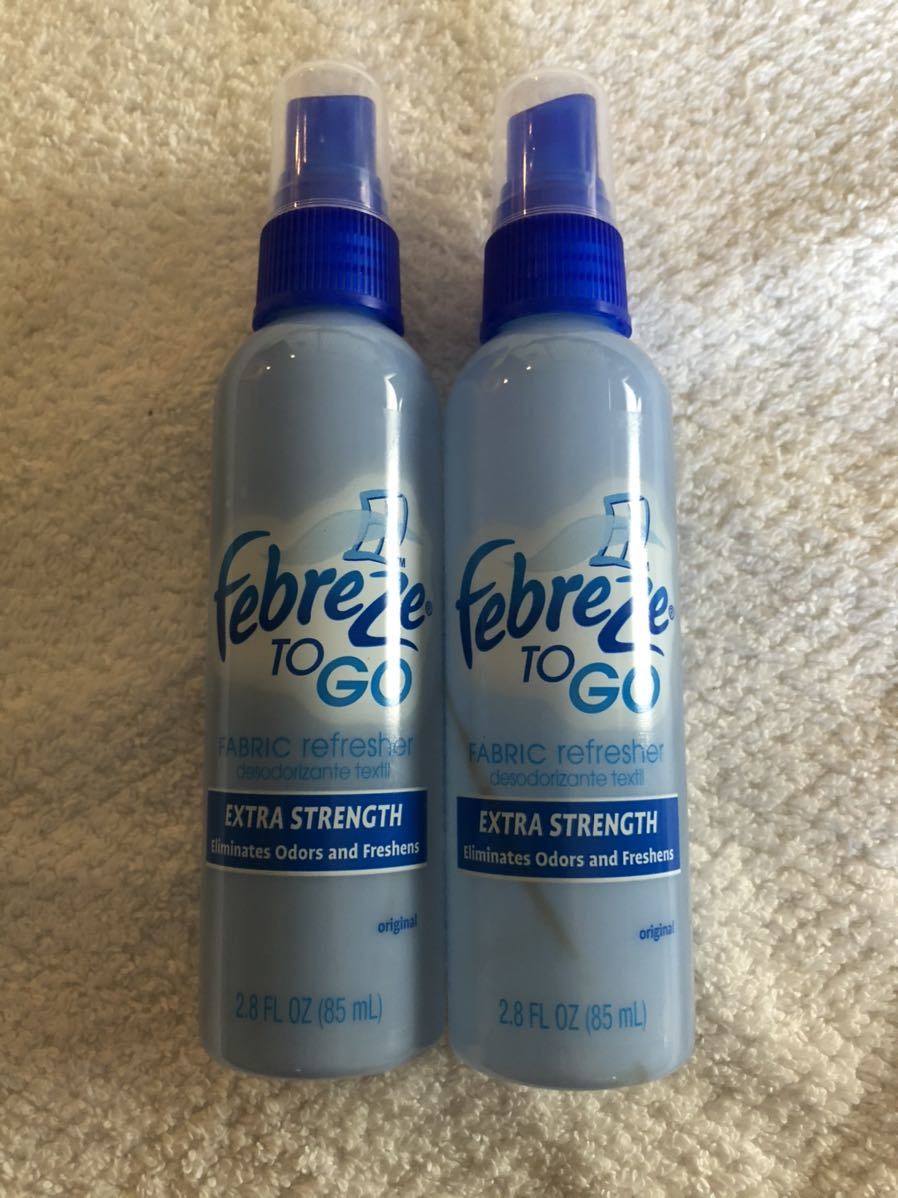 Febreze™®
TO
GO
FABRIC refresher
desodorizante textil
EXTRA STRENGTH
Eliminates Odors and Freshens
original
2.8 FL OZ (85 mL)
Febreze®
TO
GO
FABRIC refresher
desodorizante textil
EXTRA STRENGTH
Eliminates Odors and Freshens
original
2.8 FL OZ (85 mL)